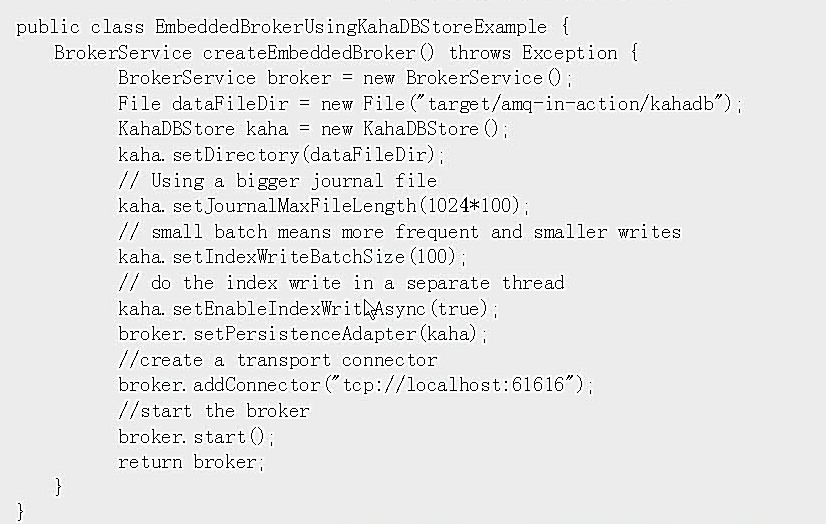 public class EmbeddedBrokerUsingKahaDBStoreExample {
BrokerService createEmbeddedBroker() throws Exception {
BrokerService broker = new BrokerService();
File dataFileDir = new File("target/amq-in-action/kahadb");
KahaDBStore kaha = new KahaDBStore();
kaha.setDirectory(dataFileDir);
// Using a bigger journal file
kaha.setJournalMaxFileLength(1024*100);
// small batch means more frequent and smaller writes
kaha.setIndexWriteBatchSize(100);
// do the index write in a separate thread
kaha.setEnableIndexWriteAsync(true);
broker.setPersistenceAdapter(kaha);
//create a transport connector
broker.addConnector("tcp://localhost:61616");
//start the broker
broker.start();
return broker;
}
}